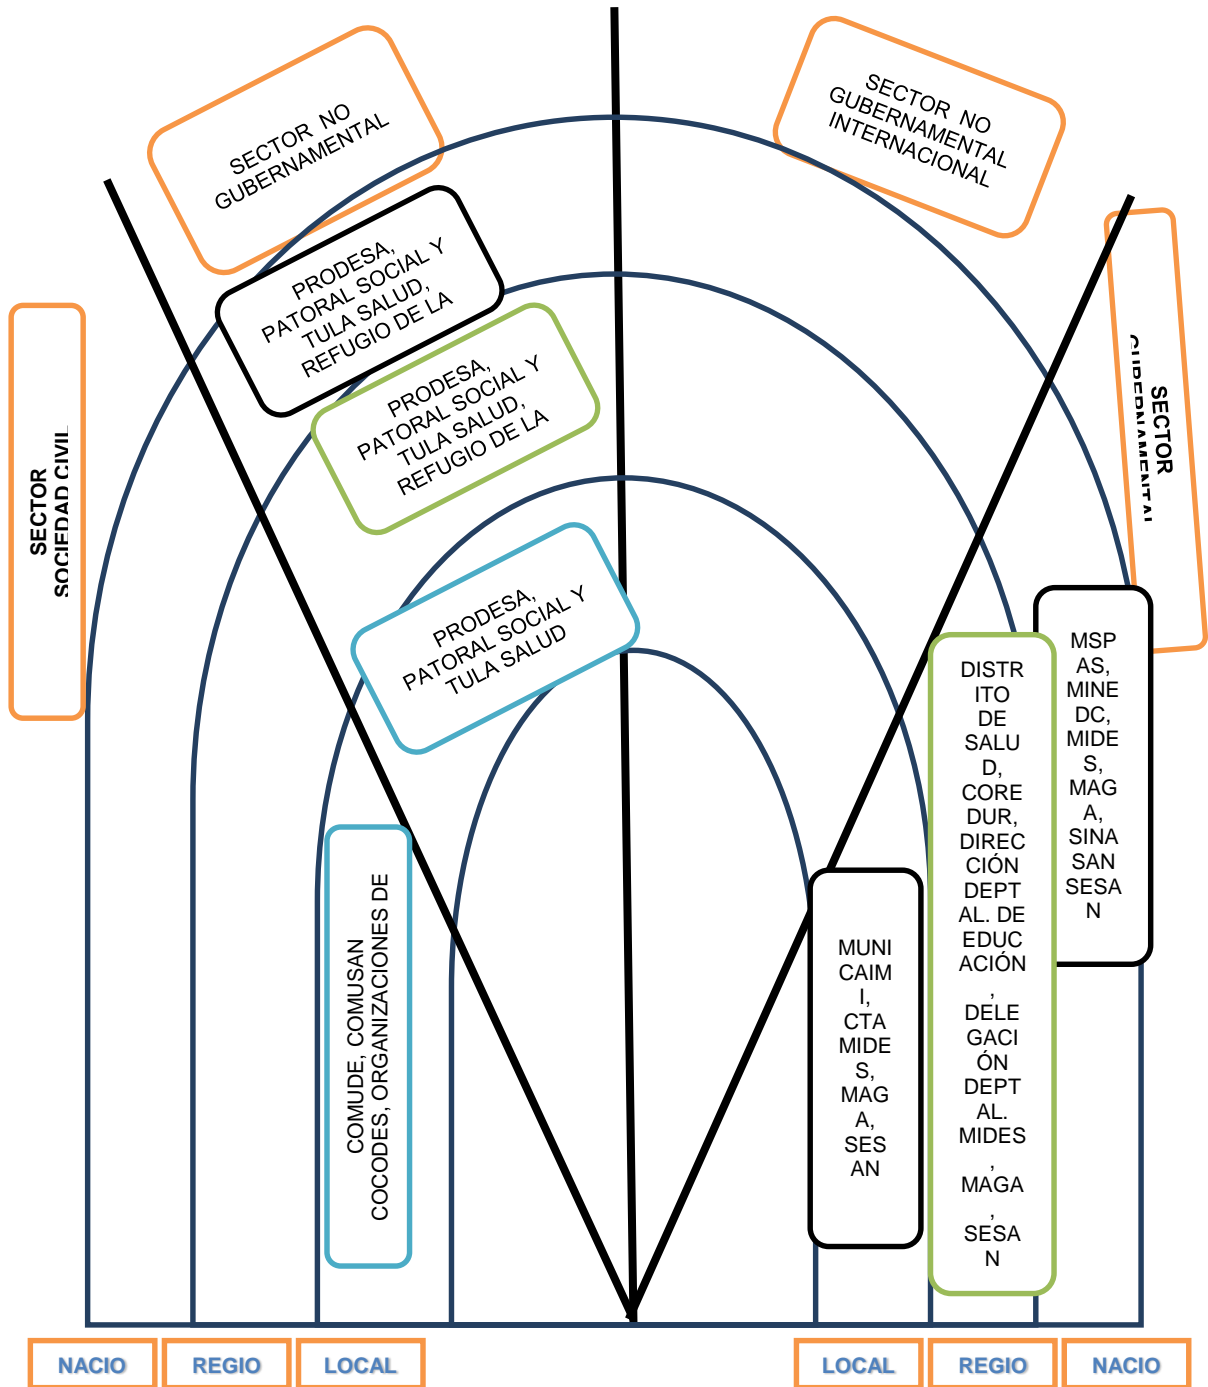 SECTOR NO
GUBERNAMENTAL
SECTOR NO
GUBERNAMENTAL
INTERNACIONAL
PRODESA,
PATORAL SOCIAL Y
TULA SALUD,
REFUGIO DE LA
PRODESA,
PATORAL SOCIAL Y
TULA SALUD,
REFUGIO DE LA
PRODESA,
PATORAL SOCIAL Y
TULA SALUD
SECTOR
SOCIEDAD CIVIL
SECTOR
GUBERNAMENTAL
COMUDE, COMUSAN
COCODES, ORGANIZACIONES DE
MUNI
CAIM
I,
CTA
MIDE
S,
MAG
A,
SES
AN
DISTR
ITO
DE
SALU
D,
CORE
DUR,
DIREC
CIÓN
DEPT
AL. DE
EDUC
ACIÓN
,
DELE
GACI
ÓN
DEPT
AL.
MIDES
,
MAGA
,
SESA
N
MSP
AS,
MINE
DC,
MIDE
S,
MAG
A,
SINA
SAN
SESA
N
NACIO
REGIO
LOCAL
LOCAL
REGIO
NACIO